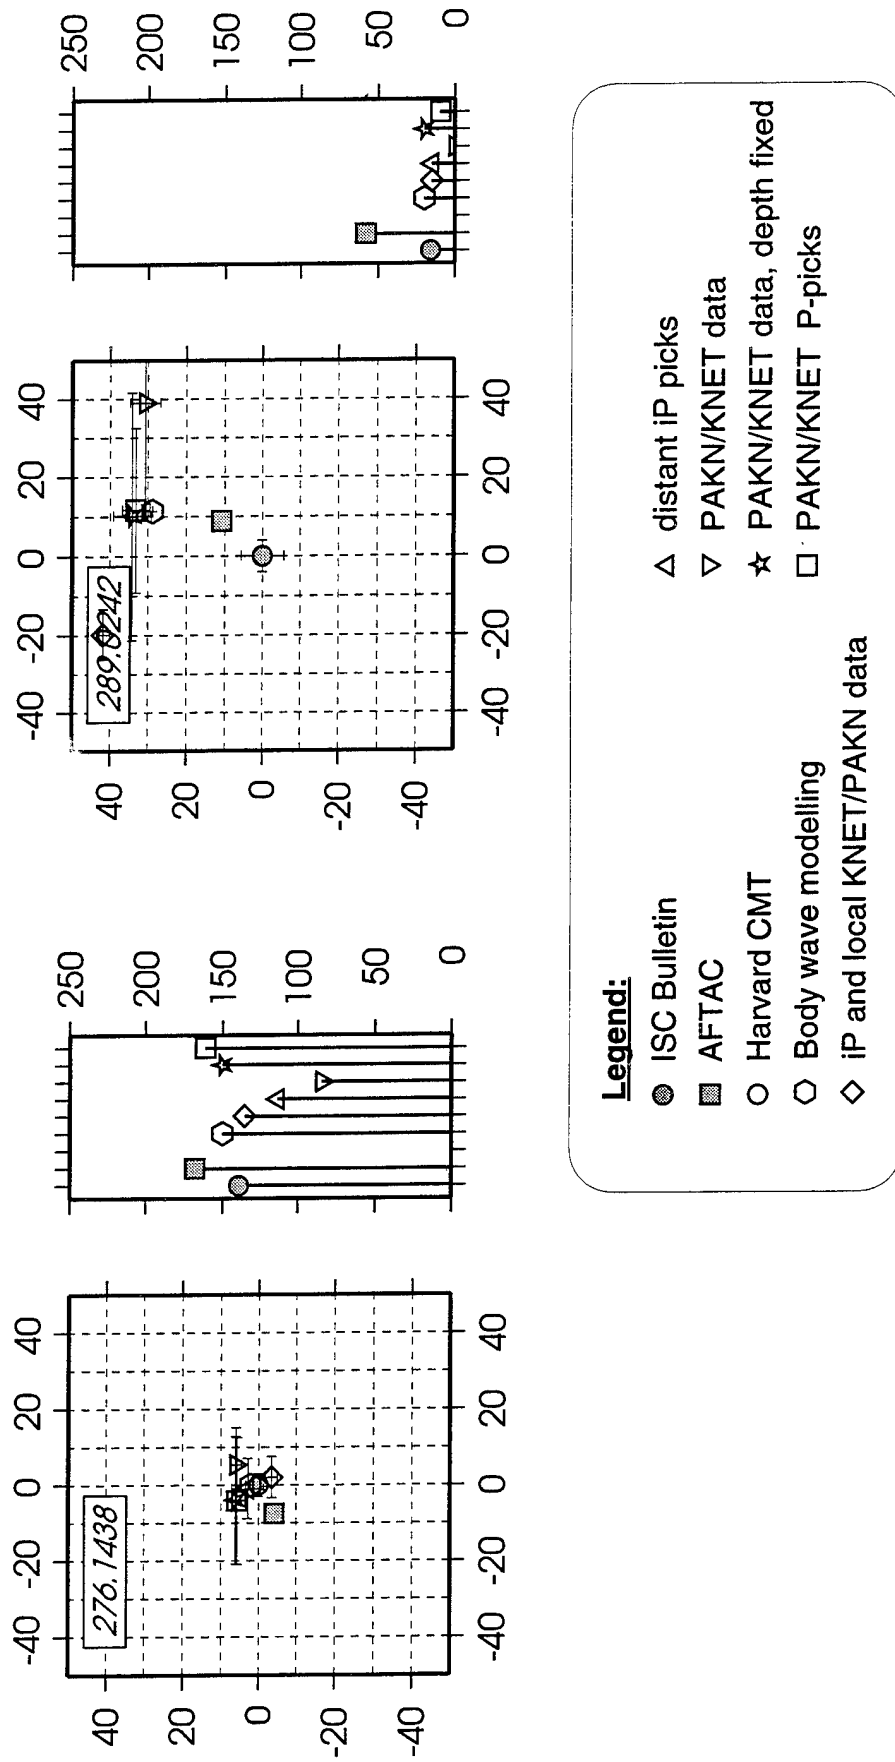 -40 -20 0 20 40
276.1438
40
20
0
-20
-40
-40 -20 0 20 40
250
200
150
100
50
0
-40 -20 0 20 40
289.0242
40
20
0
-20
-40
-40 -20 0 20 40
250
200
150
100
50
0
Legend:
ISC Bulletin
AFTAC
Harvard CMT
Body wave modelling
iP and local KNET/PAKN data
distant iP picks
PAKN/KNET data
PAKN/KNET data, depth fixed
PAKN/KNET P-picks